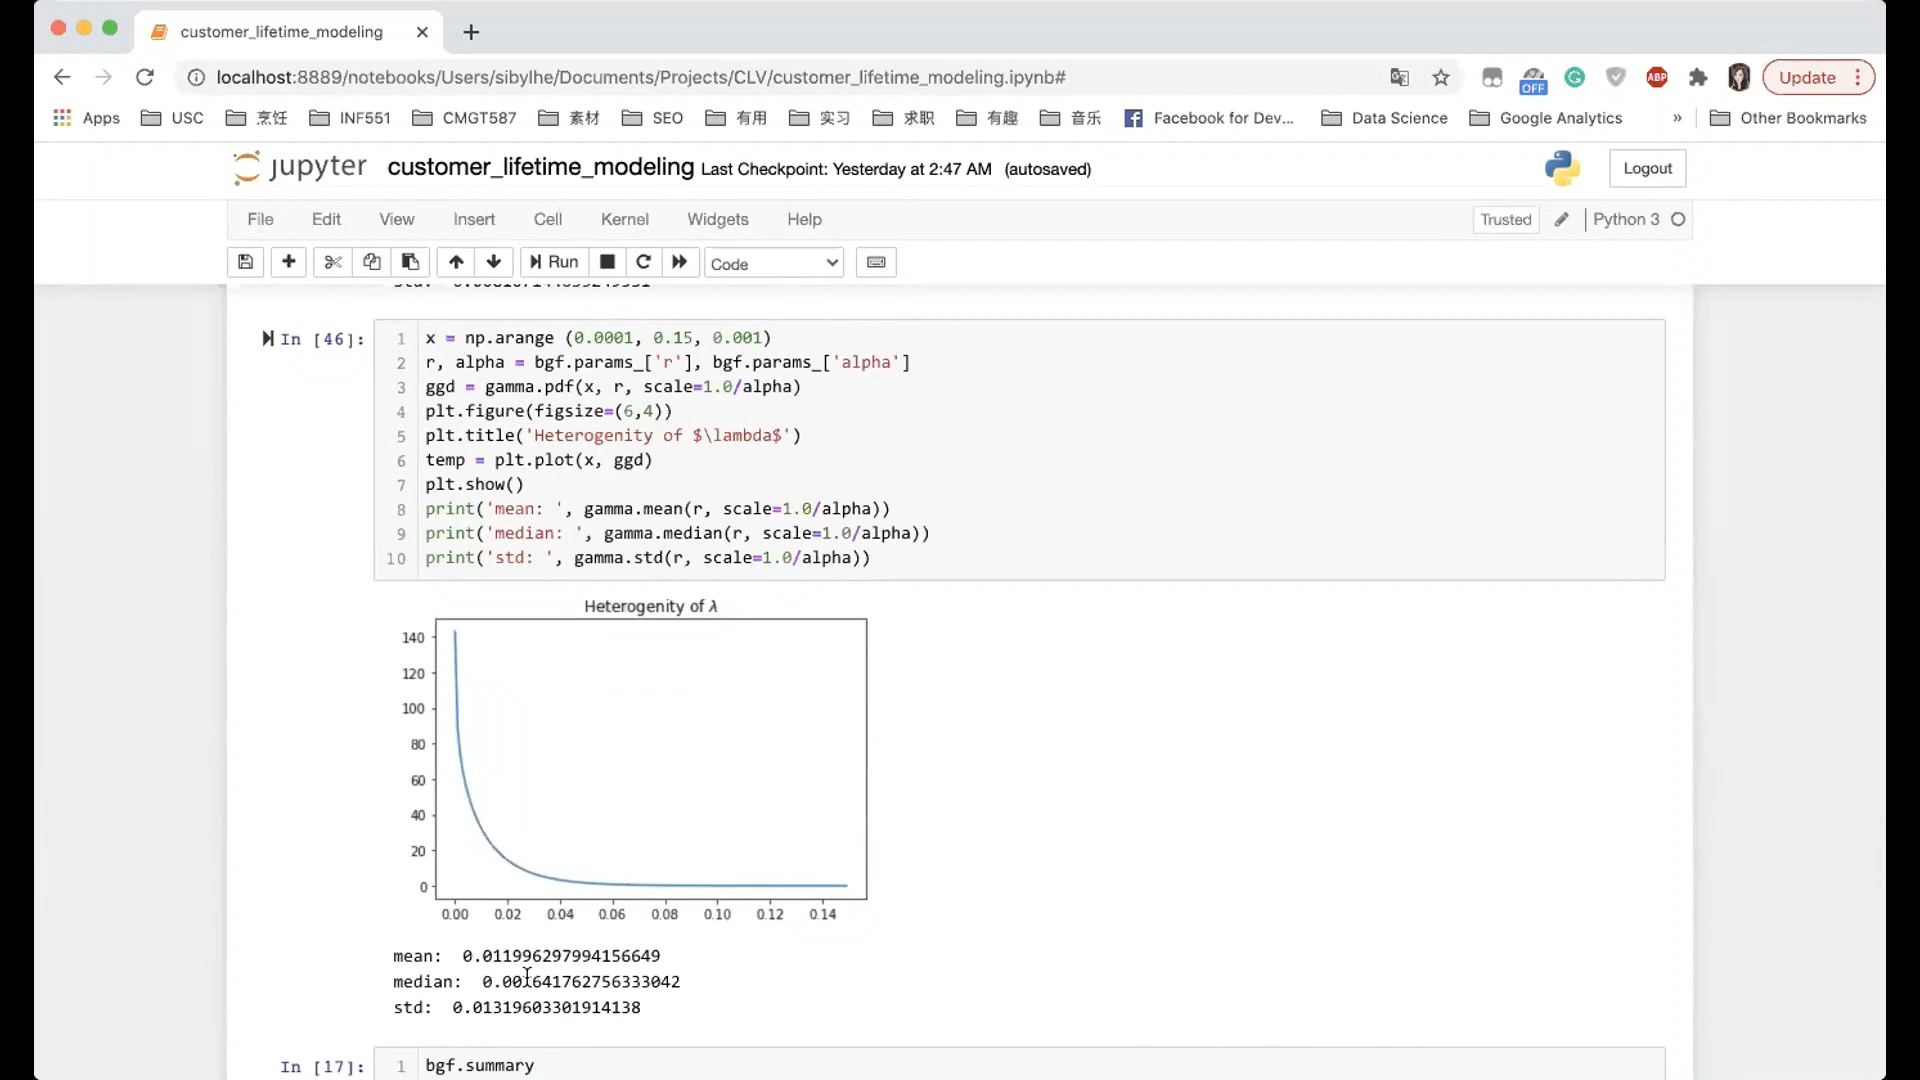 customer_lifetime_modeling
localhost:8889/notebooks/Users/sibylhe/Documents/Projects/CLV/customer_lifetime_modeling.ipynb#
OFF
ABP
Update
Apps USC 烹饪 INF551 CMGT587 素材 SEO 有用 实习 求职 有趣 音乐 Facebook for Dev... Data Science Google Analytics » Other Bookmarks
jupyter customer_lifetime_modeling Last Checkpoint: Yesterday at 2:47 AM (autosaved) Logout
File Edit View Insert Cell Kernel Widgets Help Trusted Python 3
Run Code
In [46]:
1 x = np.arange (0.0001, 0.15, 0.001)
2 r, alpha = bgf.params_['r'], bgf.params_['alpha']
3 ggd = gamma.pdf(x, r, scale=1.0/alpha)
4 plt.figure(figsize=(6,4))
5 plt.title('Heterogenity of $\lambda$')
6 temp = plt.plot(x, ggd)
7 plt.show()
8 print('mean: ', gamma.mean(r, scale=1.0/alpha))
9 print('median: ', gamma.median(r, scale=1.0/alpha))
10 print('std: ', gamma.std(r, scale=1.0/alpha))
Heterogenity of λ
140
120
100
80
60
40
20
0
0.00 0.02 0.04 0.06 0.08 0.10 0.12 0.14
mean: 0.011996297994156649
median:
std: 0.01319603301914138
In [17]: 1 bgf.summary